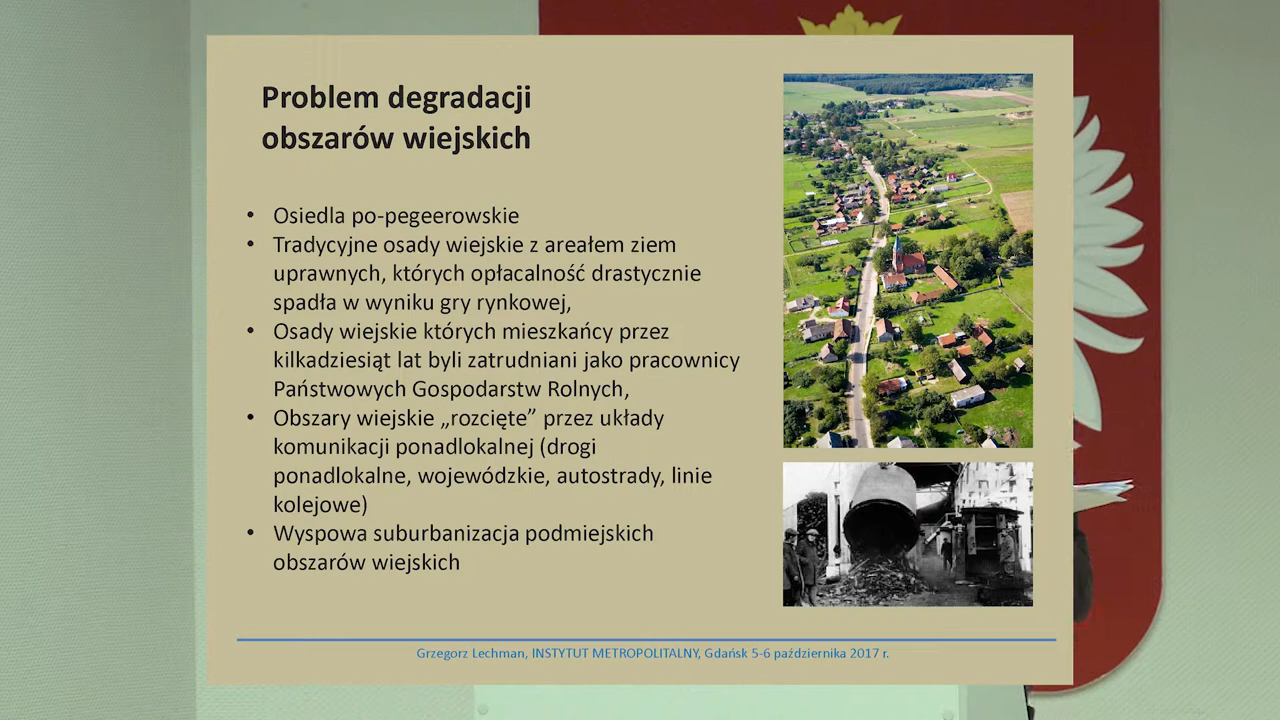 Problem degradacji
obszarów wiejskich
• Osiedla po-pegeerowskie
• Tradycyjne osady wiejskie z areałem ziem
uprawnych, których opłacalność drastycznie
spadła w wyniku gry rynkowej,
• Osady wiejskie których mieszkańcy przez
kilkadziesiąt lat byli zatrudniani jako pracownicy
Państwowych Gospodarstw Rolnych,
• Obszary wiejskie „rozcięte” przez układy
komunikacji ponadlokalnej (drogi
ponadlokalne, wojewódzkie, autostrady, linie
kolejowe)
• Wyspowa suburbanizacja podmiejskich
obszarów wiejskich
Grzegorz Lechman, INSTYTUT METROPOLITALNY, Gdańsk 5-6 października 2017 r.